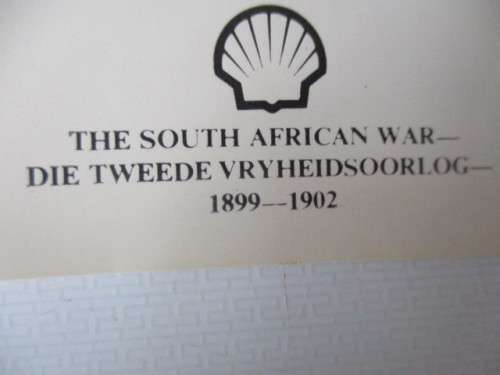 THE SOUTH AFRICAN WAR—
DIE TWEEDE VRYHEIDSOORLOG—
1899—1902